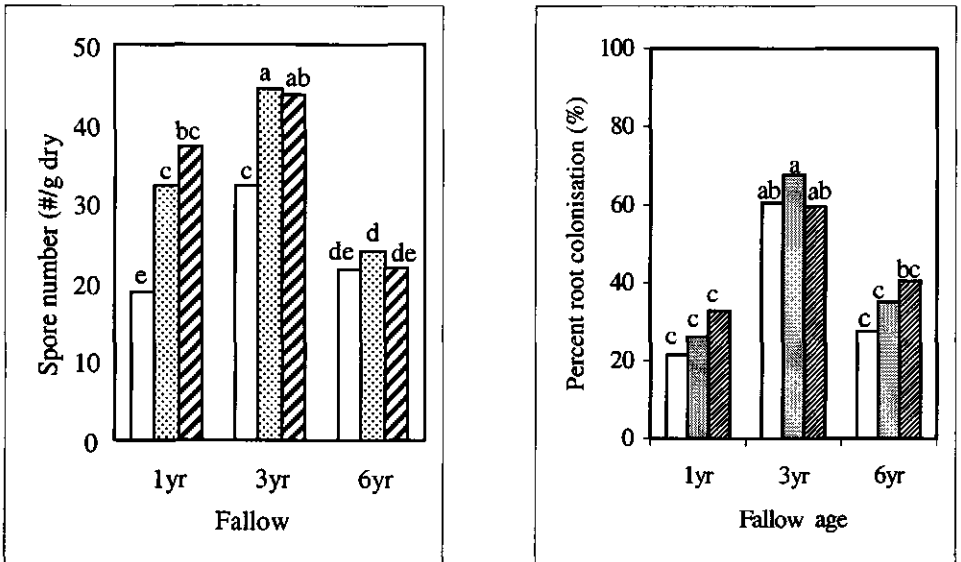 Spore number (#/g dry
50
40
30
20
10
0
e
c
bc
c
a
ab
de
d
de
1yr 3yr 6yr
Fallow
Percent root colonisation (%)
100
80
60
40
20
0
c
c
c
ab
a
ab
c
c
bc
1yr 3yr 6yr
Fallow age